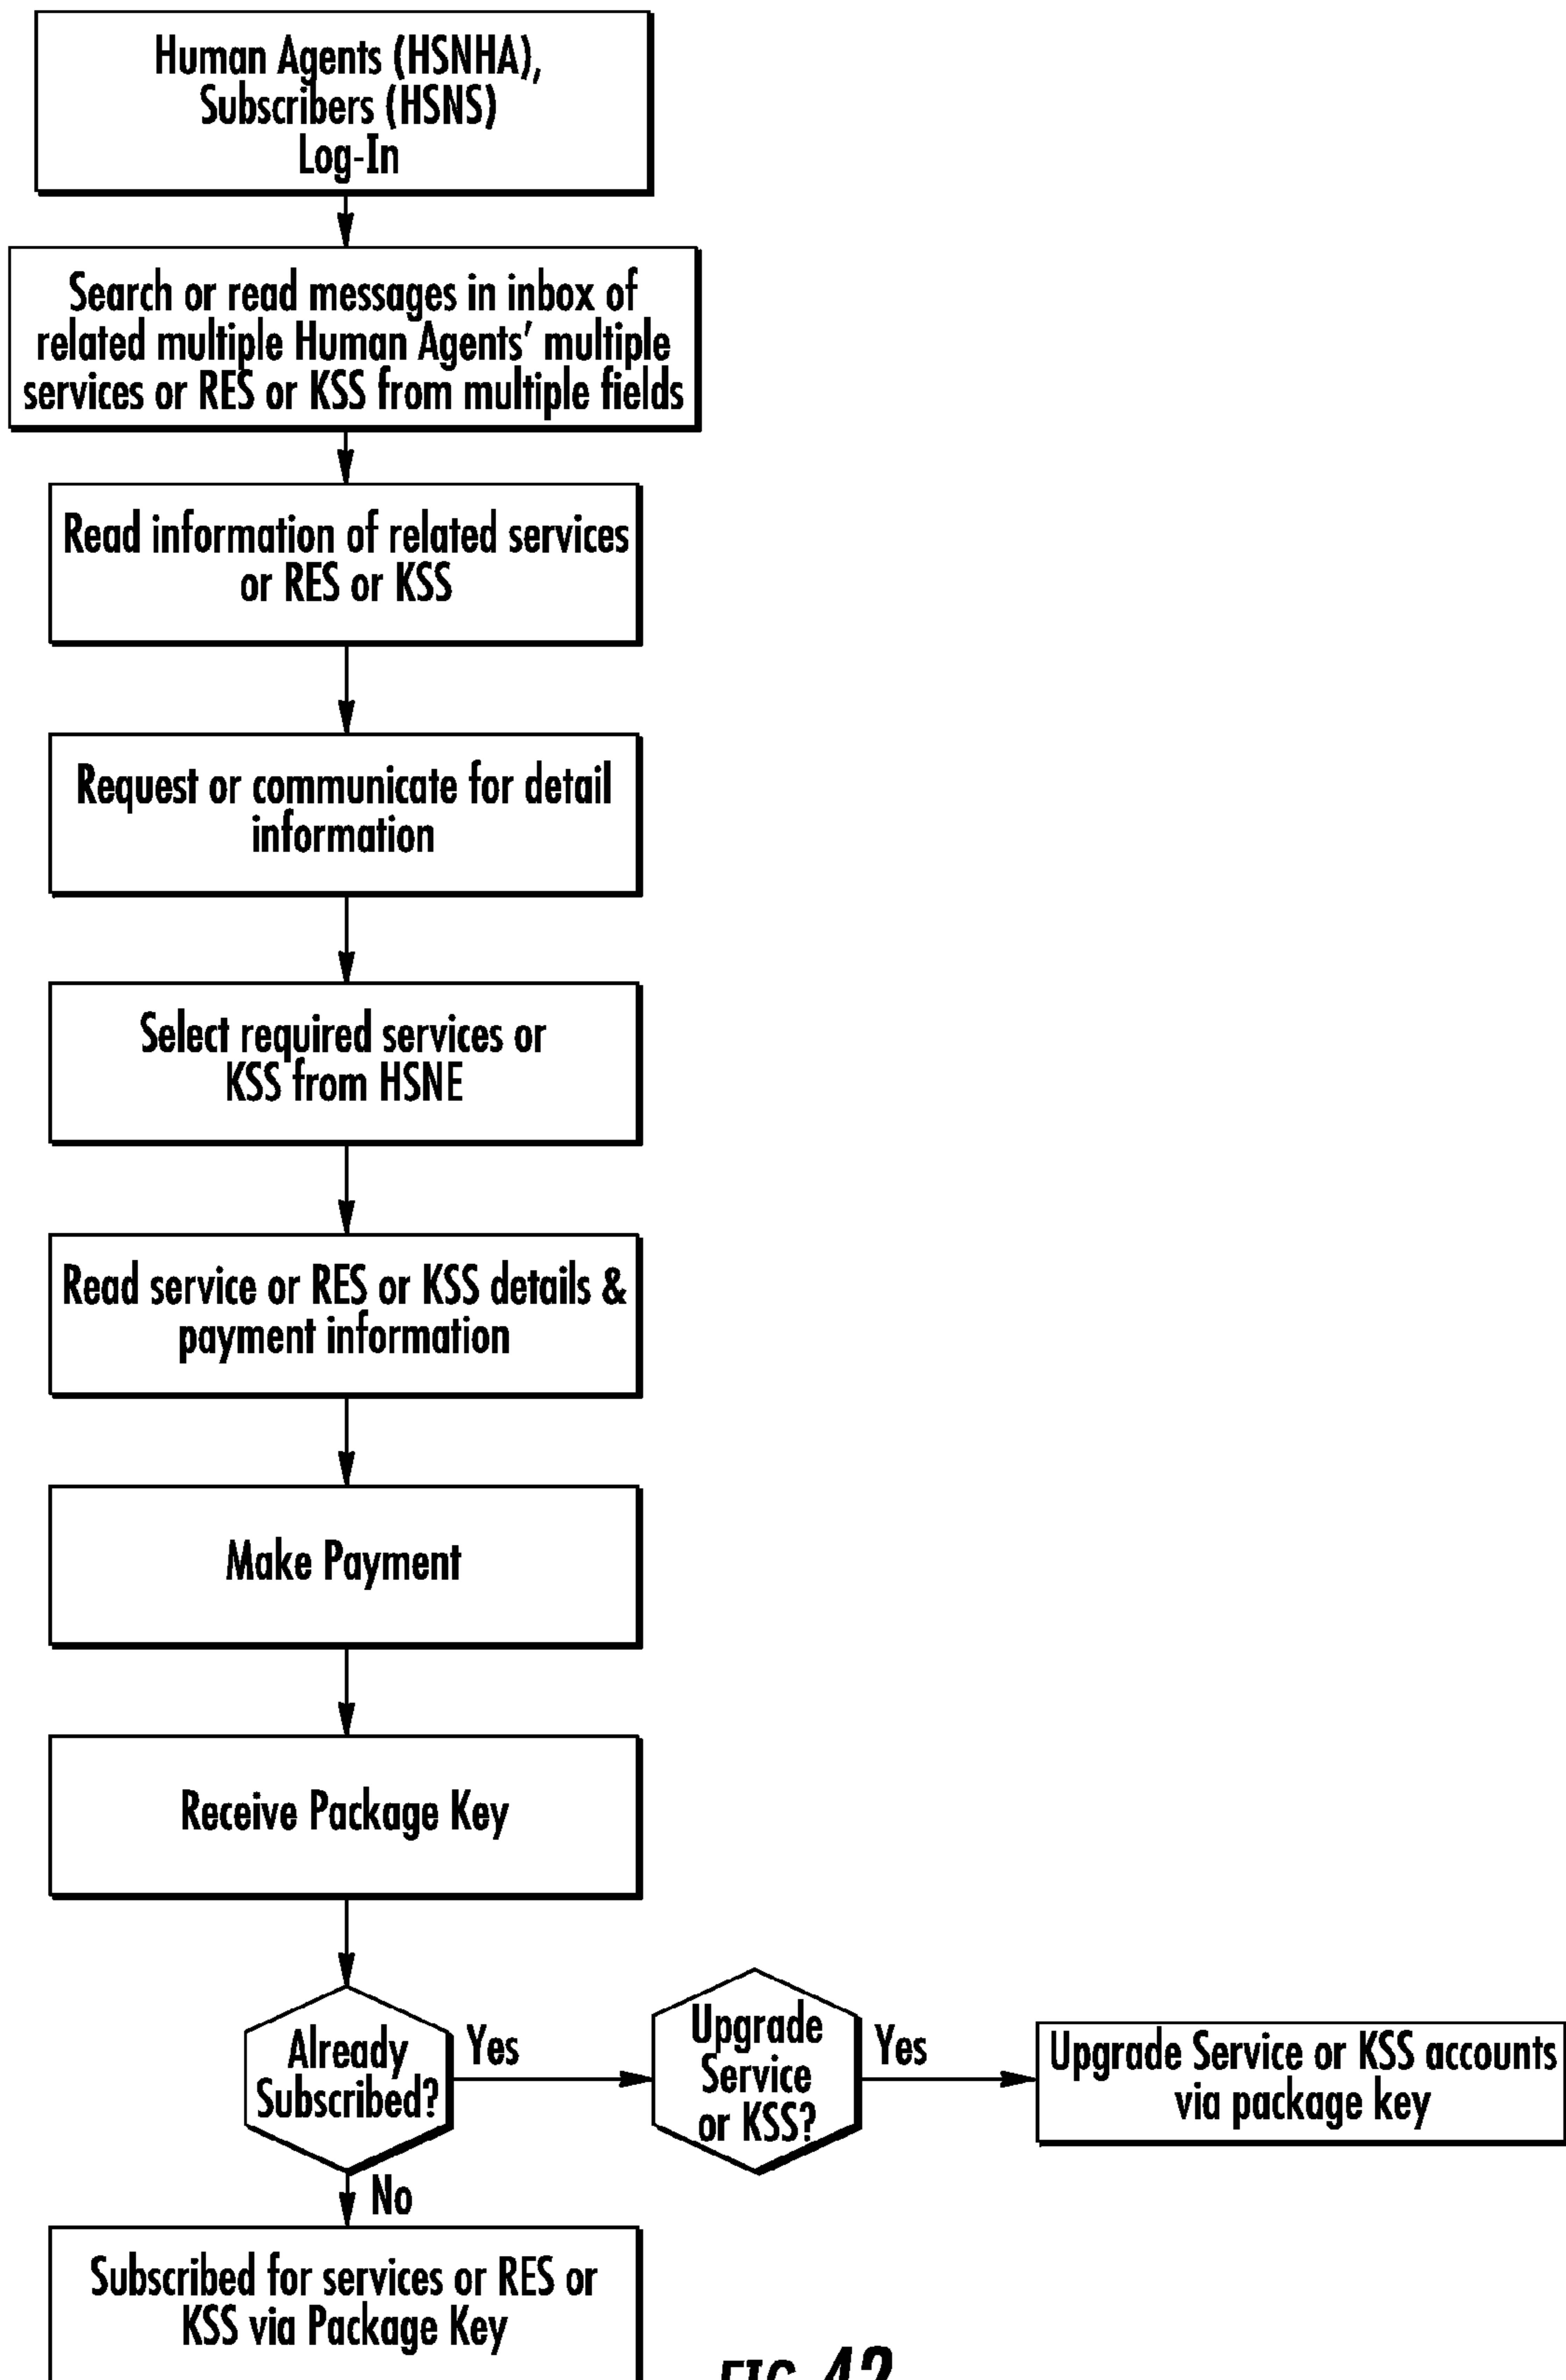 Human Agents (HSNHA),
Subscribers (HSNS)
Log-In
Search or read messages in inbox of
related multiple Human Agents' multiple
services or RES or KSS from multiple fields
Read information of related services
or RES or KSS
Request or communicate for detail
information
Select required services or
KSS from HSNE
Read service or RES or KSS details &
payment information
Make Payment
Receive Package Key
Already
Subscribed?
Yes
Upgrade
Service
or KSS?
Yes
Upgrade Service or KSS accounts
via package key
No
Subscribed for services or RES or
KSS via Package Key
FIG. 42